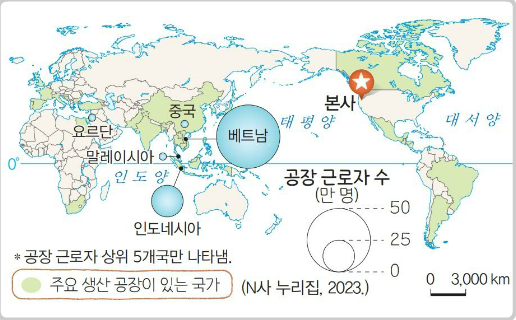 본사
중국
베트남
태평양
대서양
요르단
말레이시아
0°
인도양
인도네시아
공장 근로자 수
(만 명)
50
25
0
* 공장 근로자 상위 5개국만 나타냄.
주요 생산 공장이 있는 국가
(N사 누리집, 2023.)
0 3,000 km